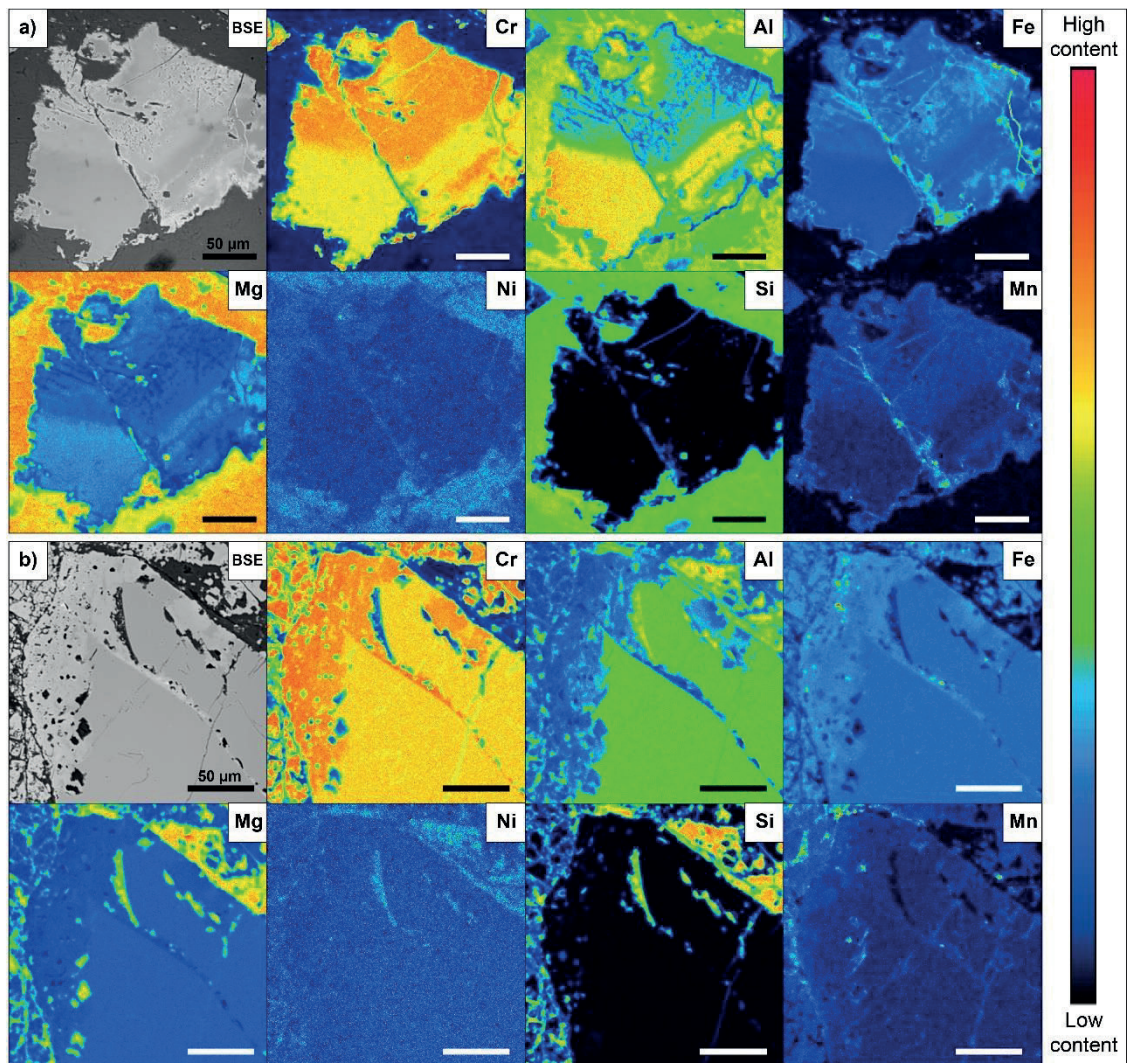 a)
BSE
Cr
Al
Fe
50 µm
Mg
Ni
Si
Mn
b)
BSE
Cr
Al
Fe
50 µm
Mg
Ni
Si
Mn
High
content
Low
content